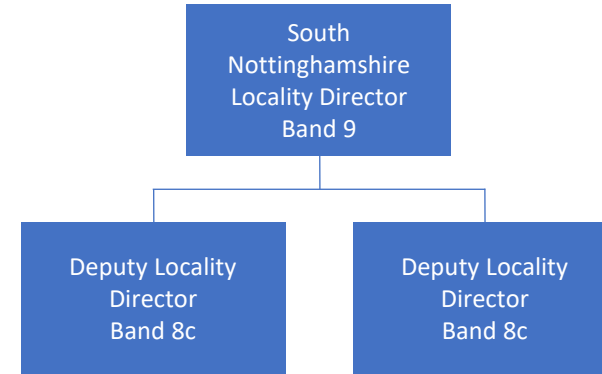 South
Nottinghamshire
Locality Director
Band 9
Deputy Locality
Director
Band 8c
Deputy Locality
Director
Band 8c